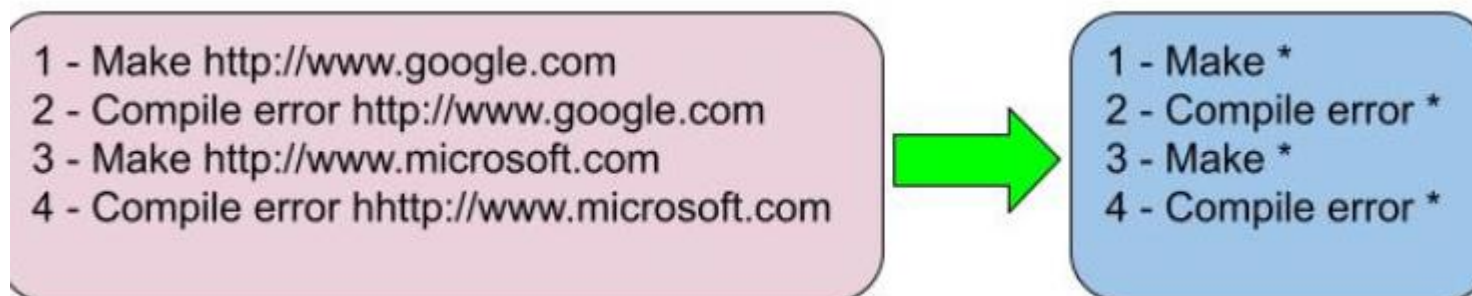 1 - Make http://www.google.com
2 - Compile error http://www.google.com
3 - Make http://www.microsoft.com
4 - Compile error hhttp://www.microsoft.com
1 - Make *
2 - Compile error *
3 - Make *
4 - Compile error *